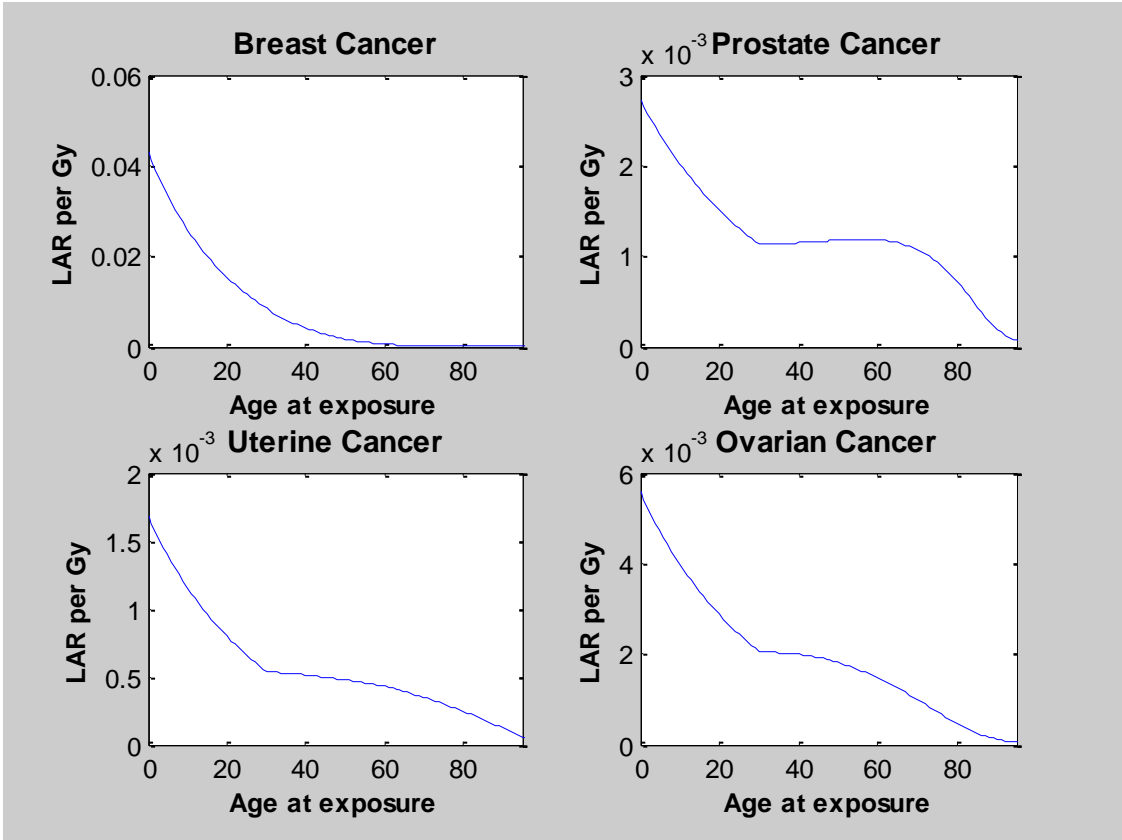 Breast Cancer
0.06
0.04
0.02
0
LAR per Gy
0 20 40 60 80
Age at exposure
x 10^-3 Prostate Cancer
3
2
1
0
LAR per Gy
0 20 40 60 80
Age at exposure
x 10^-3 Uterine Cancer
2
1.5
1
0.5
0
LAR per Gy
0 20 40 60 80
Age at exposure
x 10^-3 Ovarian Cancer
6
4
2
0
LAR per Gy
0 20 40 60 80
Age at exposure